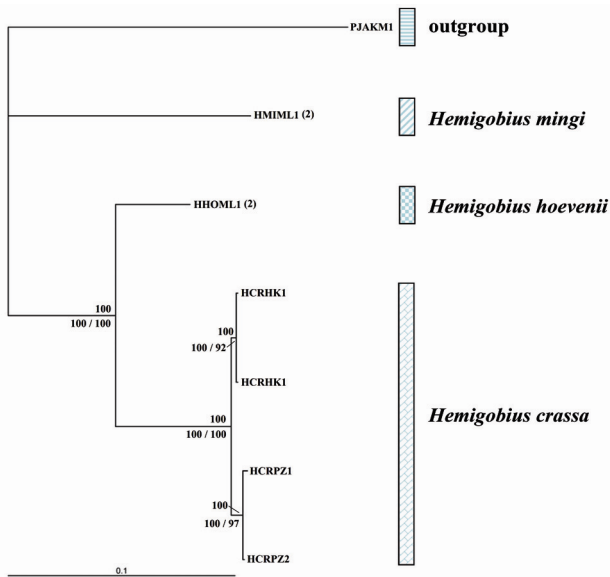 PJAKM1 outgroup
HMIML1 (2) Hemigobius mingi
HHOML1 (2) Hemigobius hoevenii
HCRHK1
100
100 / 100
100
100 / 92
HCRHK1
100
100 / 100
Hemigobius crassa
HCRPZ1
100
100 / 97
HCRPZ2
0.1